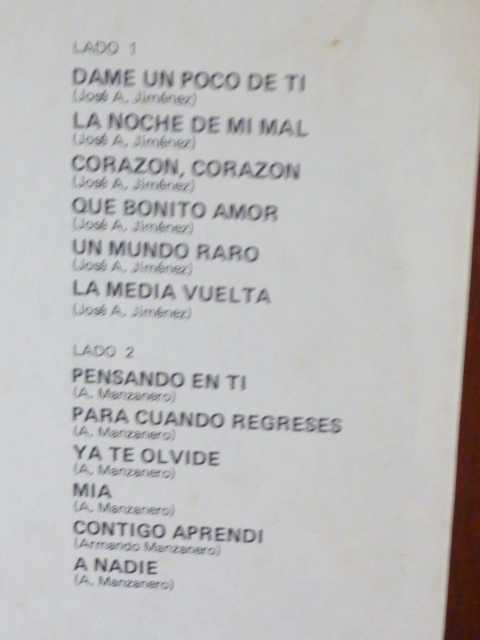 LADO 1
DAME UN POCO DE TI
(José A. Jiménez)
LA NOCHE DE MI MAL
(José A. Jiménez)
CORAZON, CORAZON
(José A. Jiménez)
QUE BONITO AMOR
(José A. Jiménez)
UN MUNDO RARO
(José A. Jiménez)
LA MEDIA VUELTA
(José A. Jiménez)
LADO 2
PENSANDO EN TI
(A. Manzanero)
PARA CUANDO REGRESES
(A. Manzanero)
YA TE OLVIDE
(A. Manzanero)
MIA
(A. Manzanero)
CONTIGO APRENDI
(Armando Manzanero)
A NADIE
(A. Manzanero)